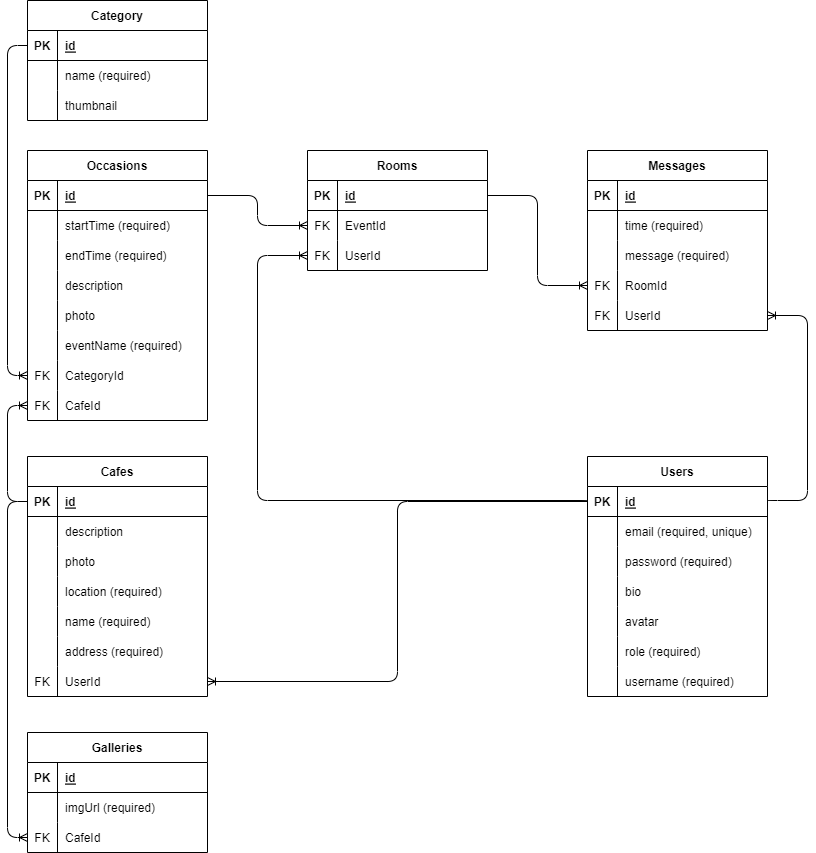 Category
PK id
name (required)
thumbnail
Occasions
PK id
startTime (required)
endTime (required)
description
photo
eventName (required)
FK CategoryId
FK CafeId
Rooms
PK id
FK EventId
FK UserId
Messages
PK id
time (required)
message (required)
FK RoomId
FK UserId
Cafes
PK id
description
photo
location (required)
name (required)
address (required)
FK UserId
Users
PK id
email (required, unique)
password (required)
bio
avatar
role (required)
username (required)
Galleries
PK id
imgUrl (required)
FK CafeId